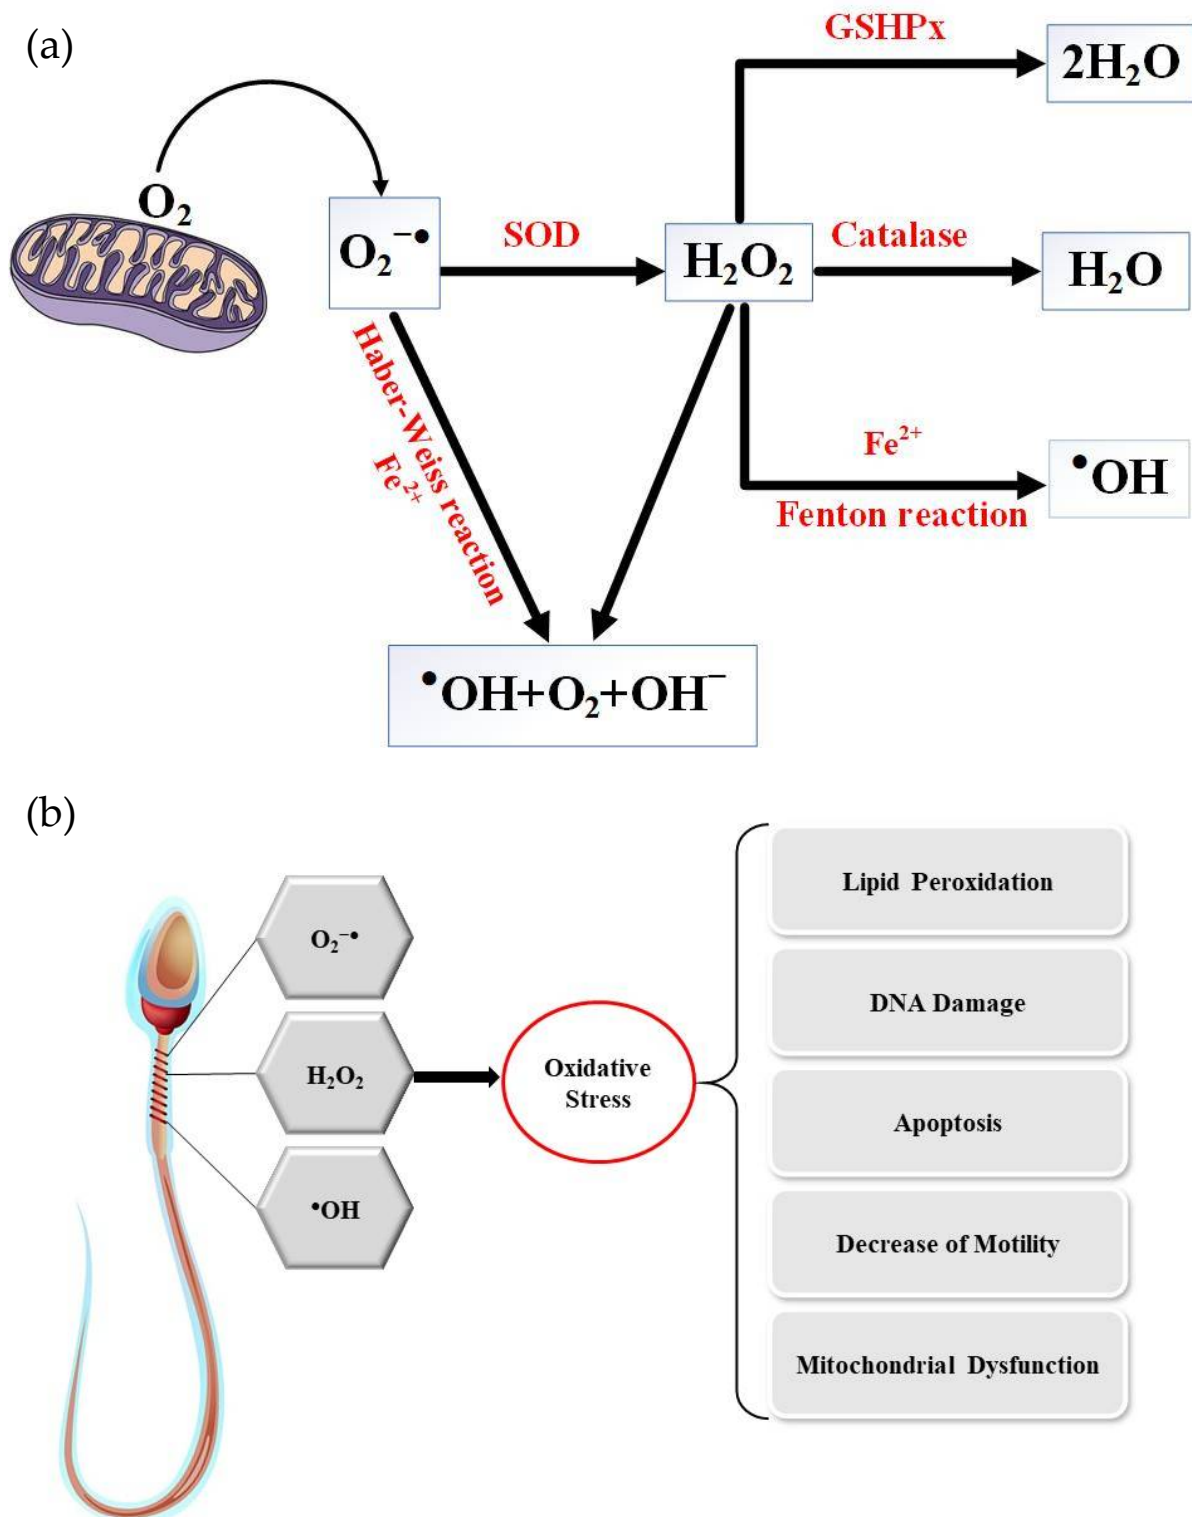 (a)
GSHPx
2H₂O
O₂
O₂⁻•
SOD
H₂O₂
Catalase
H₂O
Haber-Weiss reaction
Fe²⁺
Fe²⁺
•OH
Fenton reaction
•OH+O₂+OH⁻
(b)
O₂⁻•
H₂O₂
•OH
Oxidative
Stress
Lipid Peroxidation
DNA Damage
Apoptosis
Decrease of Motility
Mitochondrial Dysfunction